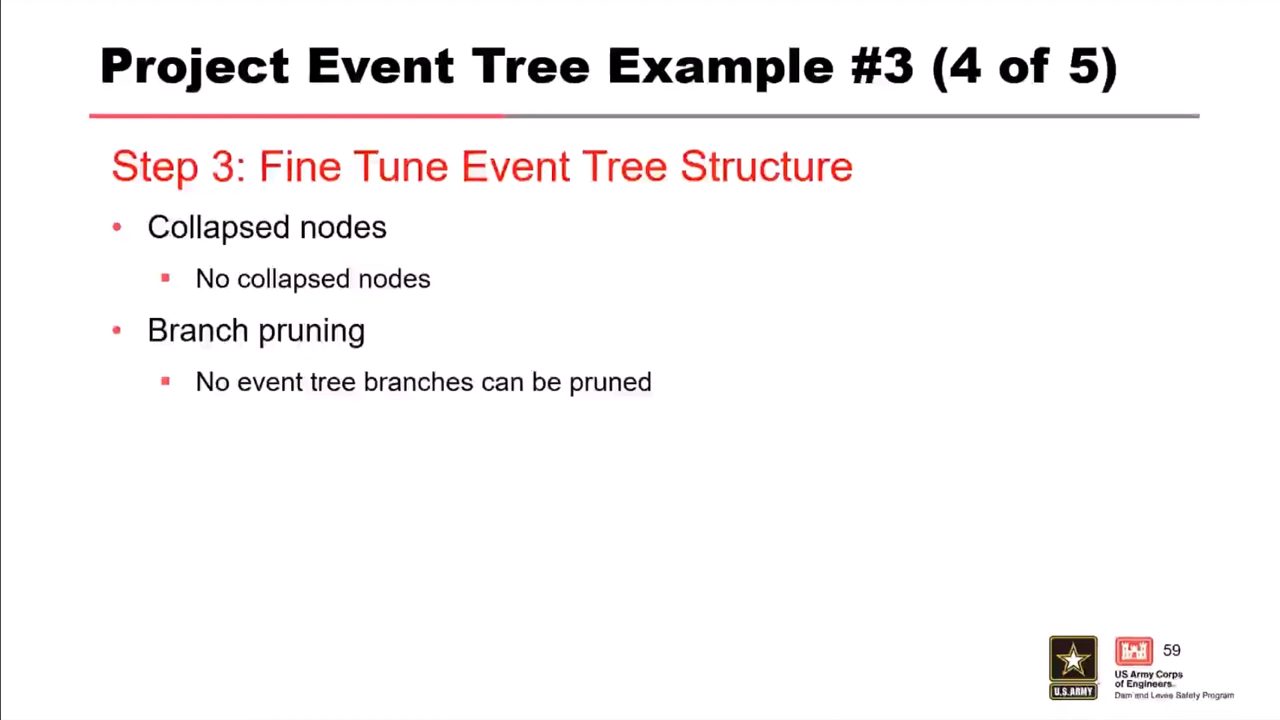 Project Event Tree Example #3 (4 of 5)
Step 3: Fine Tune Event Tree Structure
• Collapsed nodes
▪ No collapsed nodes
• Branch pruning
▪ No event tree branches can be pruned
59
U.S.ARMY
US Army Corps
of Engineers
Dam and Levee Safety Program